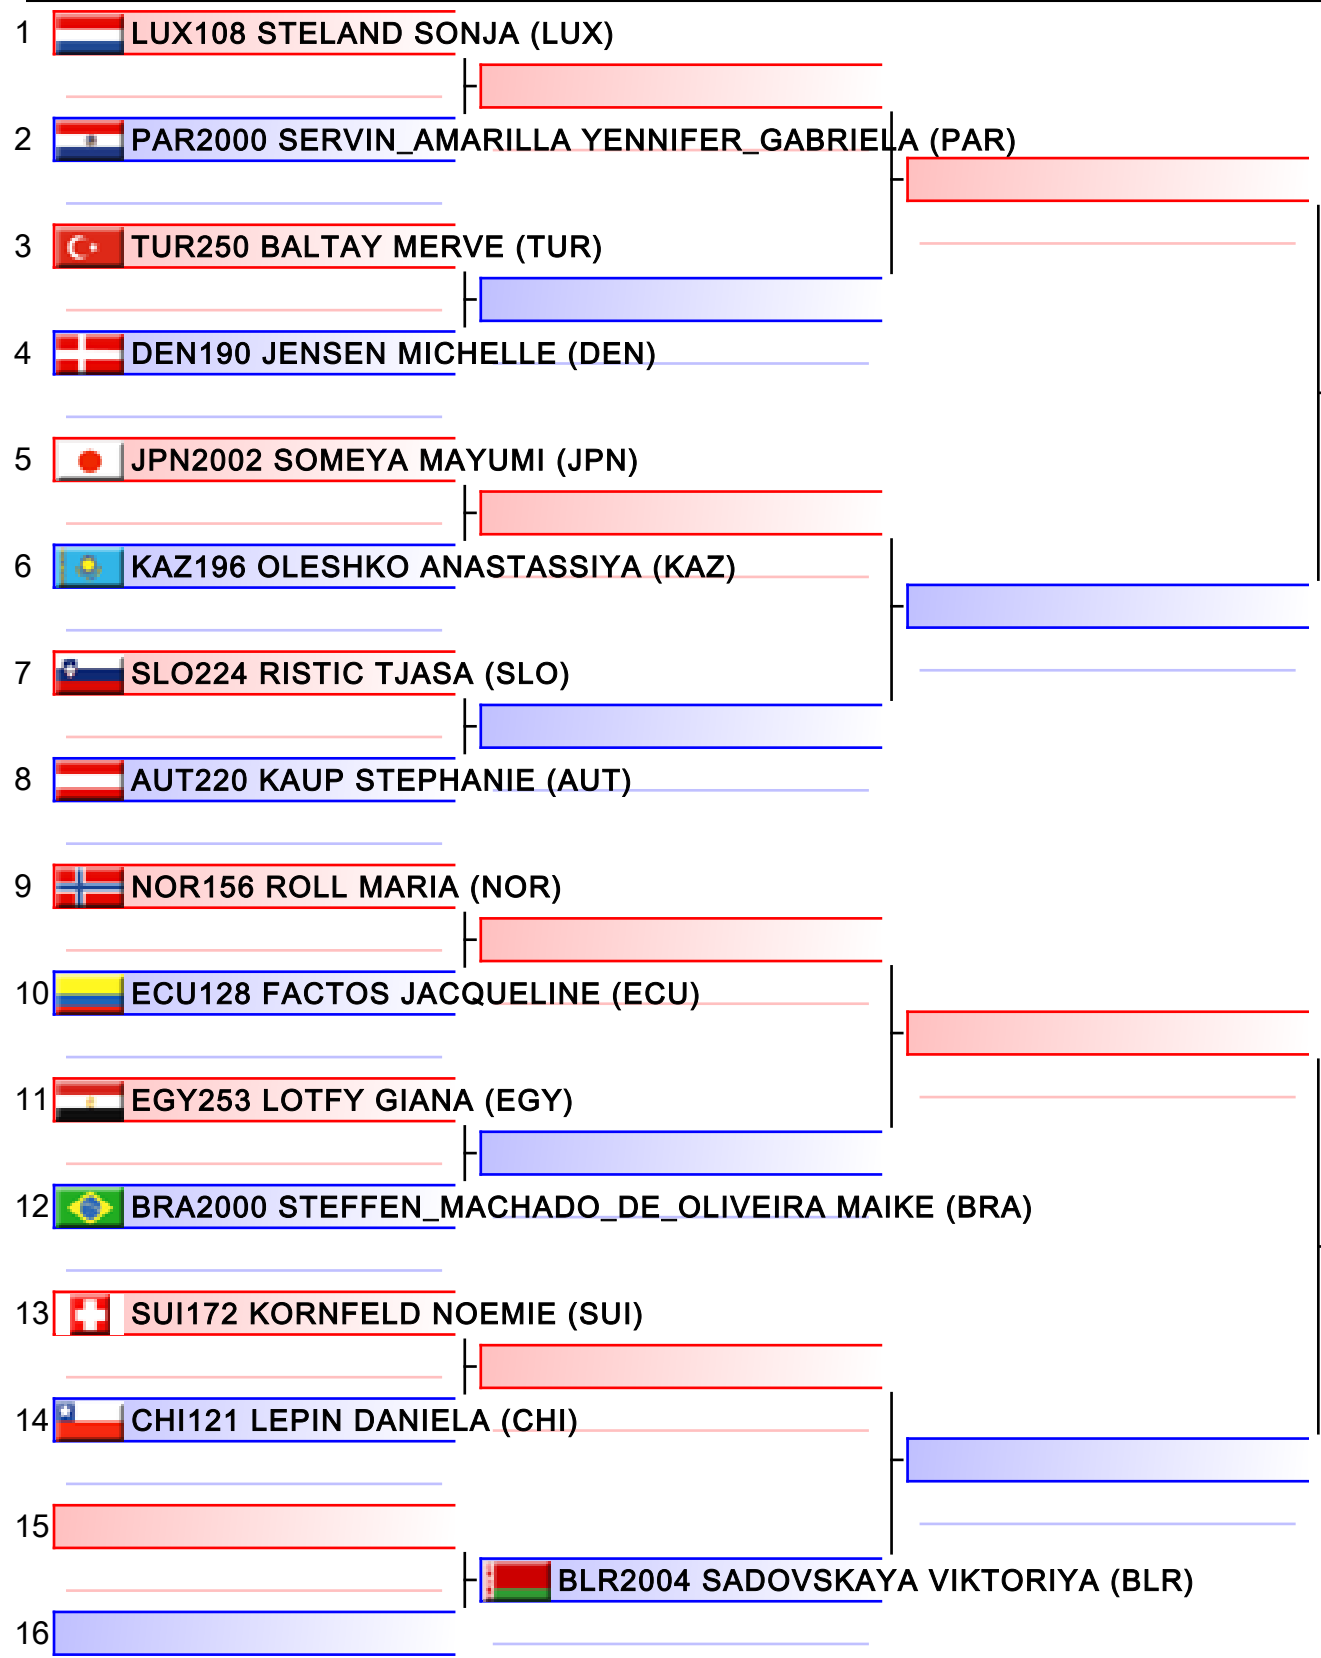 1 LUX108 STELAND SONJA (LUX)
2 PAR2000 SERVIN_AMARILLA YENNIFER_GABRIELA (PAR)
3 TUR250 BALTAY MERVE (TUR)
4 DEN190 JENSEN MICHELLE (DEN)
5 JPN2002 SOMEYA MAYUMI (JPN)
6 KAZ196 OLESHKO ANASTASSIYA (KAZ)
7 SLO224 RISTIC TJASA (SLO)
8 AUT220 KAUP STEPHANIE (AUT)
9 NOR156 ROLL MARIA (NOR)
10 ECU128 FACTOS JACQUELINE (ECU)
11 EGY253 LOTFY GIANA (EGY)
12 BRA2000 STEFFEN_MACHADO_DE_OLIVEIRA MAIKE (BRA)
13 SUI172 KORNFELD NOEMIE (SUI)
14 CHI121 LEPIN DANIELA (CHI)
15
BLR2004 SADOVSKAYA VIKTORIYA (BLR)
16